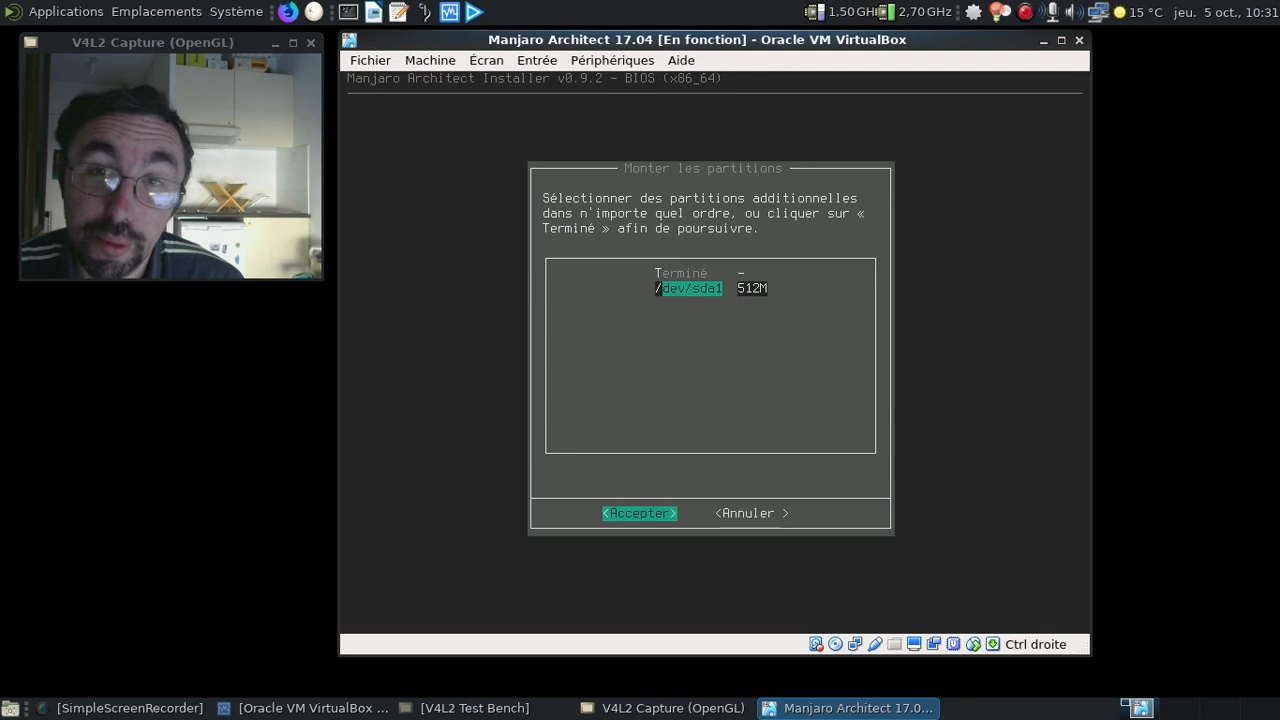 Applications Emplacements Système
1,50 GH 2,70 GHz 15 °C jeu. 5 oct., 10:31
V4L2 Capture (OpenGL)
Manjaro Architect 17.04 [En fonction] - Oracle VM VirtualBox
Fichier Machine Écran Entrée Périphériques Aide
Manjaro Architect Installer v0.9.2 - BIOS (x86_64)
Monter les partitions
Sélectionner des partitions additionnelles
dans n'importe quel ordre, ou cliquer sur «
Terminé » afin de poursuivre.
Terminé -
/dev/sda1 512M
<Accepter> <Annuler >
Ctrl droite
[SimpleScreenRecorder] [Oracle VM VirtualBox ... [V4L2 Test Bench] V4L2 Capture (OpenGL) Manjaro Architect 17.0...